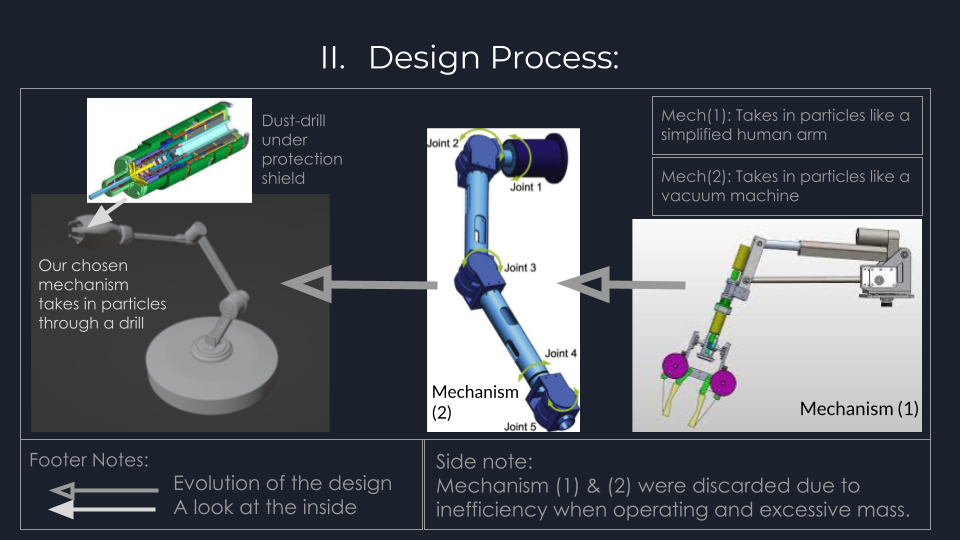 II. Design Process:
Dust-drill
under
protection
shield
Our chosen
mechanism
takes in particles
through a drill
Joint 2
Joint 1
Joint 3
Joint 4
Joint 5
Mechanism
(2)
Mech(1): Takes in particles like a
simplified human arm
Mech(2): Takes in particles like a
vacuum machine
Mechanism (1)
Footer Notes:
Evolution of the design
A look at the inside
Side note:
Mechanism (1) & (2) were discarded due to
inefficiency when operating and excessive mass.